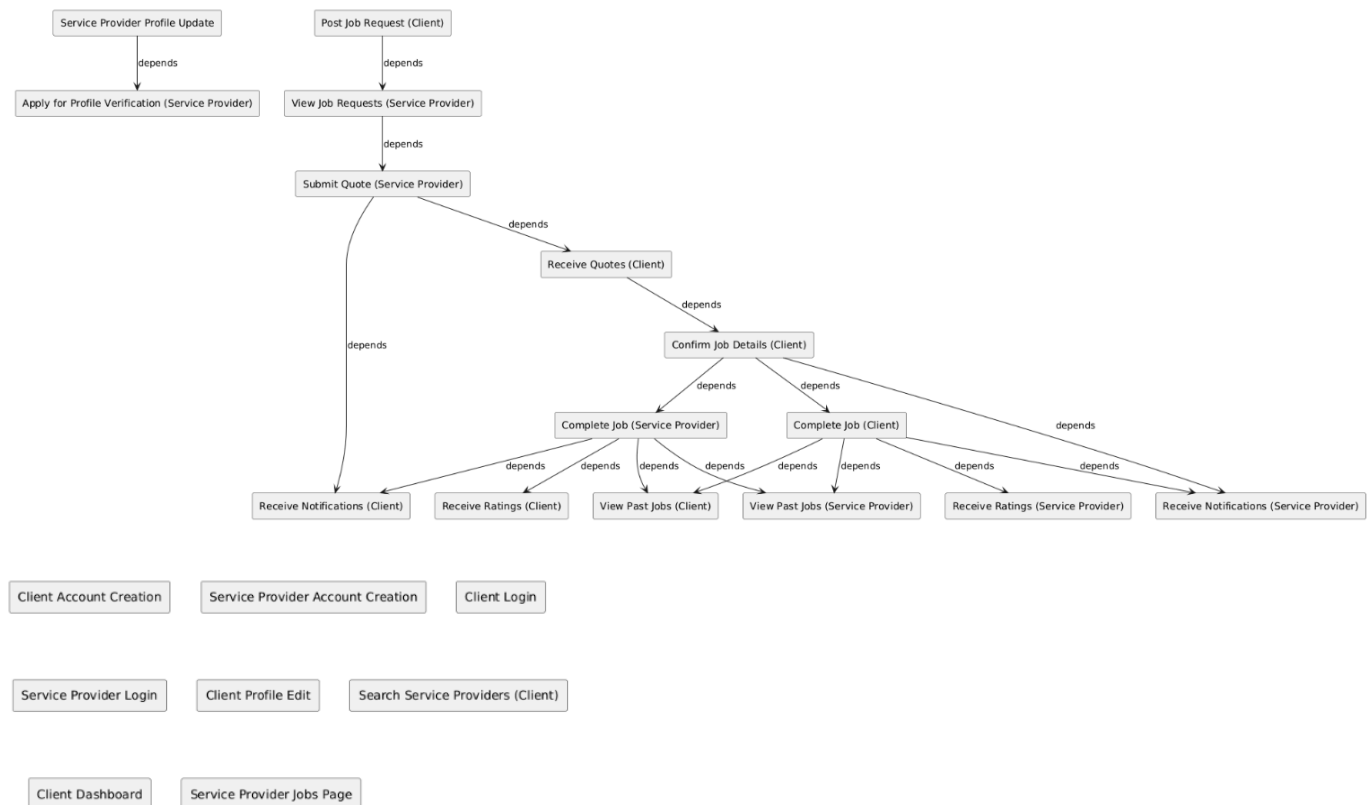 Service Provider Profile Update
Post Job Request (Client)
depends
depends
Apply for Profile Verification (Service Provider)
View Job Requests (Service Provider)
depends
Submit Quote (Service Provider)
depends
Receive Quotes (Client)
depends
Confirm Job Details (Client)
depends
depends
depends
depends
Complete Job (Service Provider)
Complete Job (Client)
depends
depends
depends
depends
depends
depends
depends
depends
Receive Notifications (Client)
Receive Ratings (Client)
View Past Jobs (Client)
View Past Jobs (Service Provider)
Receive Ratings (Service Provider)
Receive Notifications (Service Provider)
Client Account Creation
Service Provider Account Creation
Client Login
Service Provider Login
Client Profile Edit
Search Service Providers (Client)
Client Dashboard
Service Provider Jobs Page